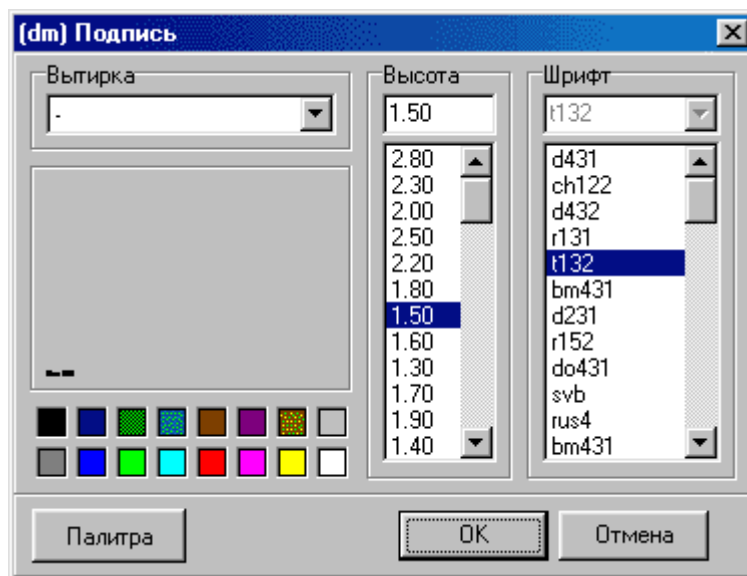 (dm) Подпись
Вытирка
-
Высота
1.50
2.80
2.30
2.00
2.50
2.20
1.80
1.50
1.60
1.30
1.70
1.90
1.40
Шрифт
t132
d431
ch122
d432
r131
t132
bm431
d231
r152
do431
svb
rus4
bm431
Палитра
OK
Отмена